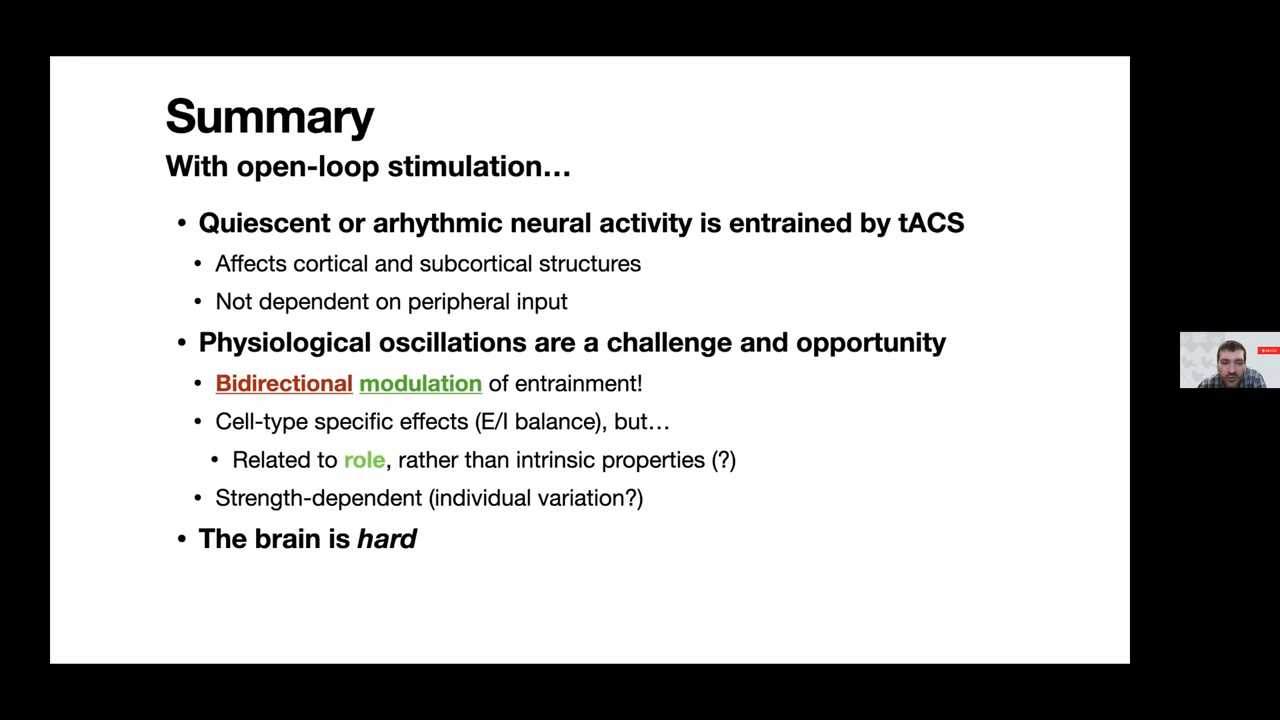 Summary
With open-loop stimulation…
• Quiescent or arhythmic neural activity is entrained by tACS
• Affects cortical and subcortical structures
• Not dependent on peripheral input
• Physiological oscillations are a challenge and opportunity
• Bidirectional modulation of entrainment!
• Cell-type specific effects (E/I balance), but…
• Related to role, rather than intrinsic properties (?)
• Strength-dependent (individual variation?)
• The brain is hard